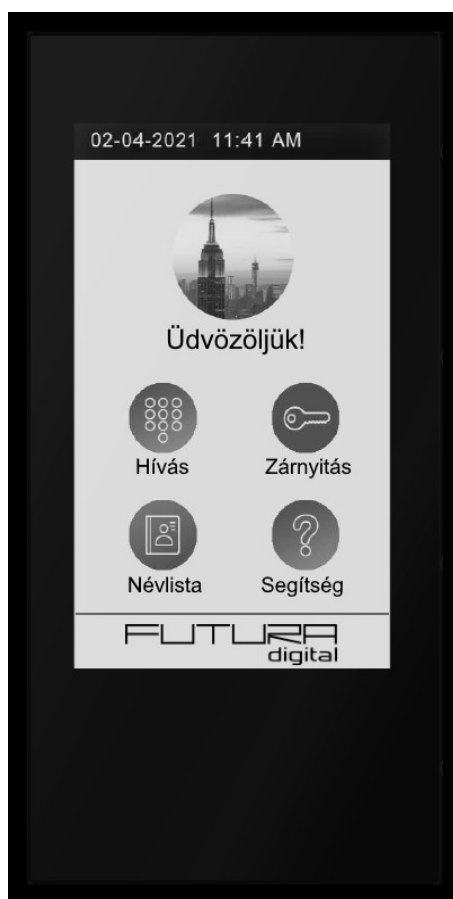 02-04-2021 11:41 AM
Üdvözöljük!
Hívás Zárnyitás
Névlista Segítség
FUTURA
digital